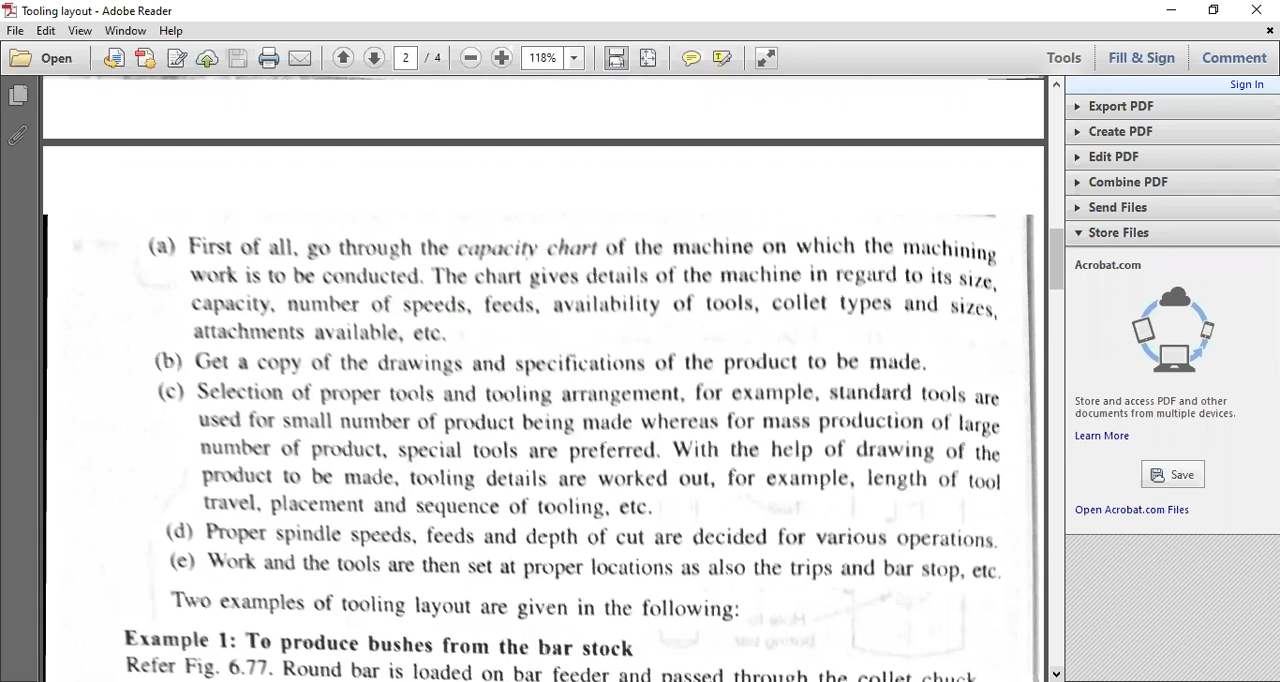 Tooling layout - Adobe Reader
File Edit View Window Help
Open 2 / 4 118% Tools Fill & Sign Comment
Sign In
Export PDF
Create PDF
Edit PDF
Combine PDF
Send Files
Store Files
Acrobat.com
Store and access PDF and other
documents from multiple devices.
Learn More
Save
Open Acrobat.com Files
(a) First of all, go through the capacity chart of the machine on which the machining
work is to be conducted. The chart gives details of the machine in regard to its size,
capacity, number of speeds, feeds, availability of tools, collet types and sizes,
attachments available, etc.
(b) Get a copy of the drawings and specifications of the product to be made.
(c) Selection of proper tools and tooling arrangement, for example, standard tools are
used for small number of product being made whereas for mass production of large
number of product, special tools are preferred. With the help of drawing of the
product to be made, tooling details are worked out, for example, length of tool
travel, placement and sequence of tooling, etc.
(d) Proper spindle speeds, feeds and depth of cut are decided for various operations.
(e) Work and the tools are then set at proper locations as also the trips and bar stop, etc.
Two examples of tooling layout are given in the following:
Example 1: To produce bushes from the bar stock
Refer Fig. 6.77. Round bar is loaded on bar feeder and passed through the collet chuck